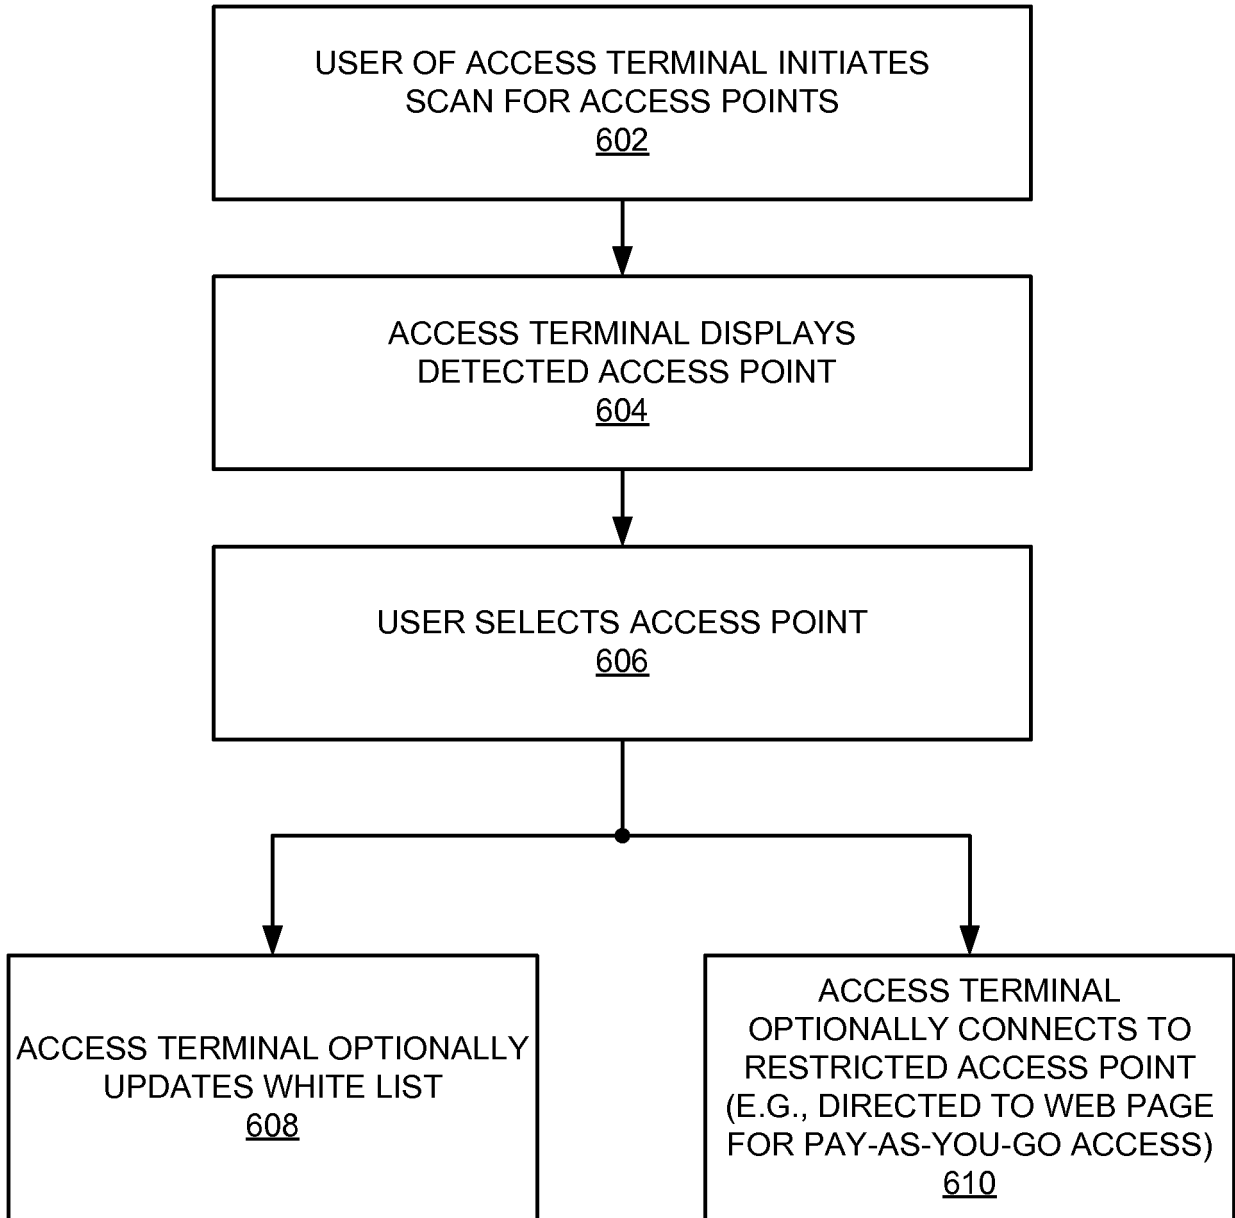 USER OF ACCESS TERMINAL INITIATES
SCAN FOR ACCESS POINTS
602
ACCESS TERMINAL DISPLAYS
DETECTED ACCESS POINT
604
USER SELECTS ACCESS POINT
606
ACCESS TERMINAL OPTIONALLY
UPDATES WHITE LIST
608
ACCESS TERMINAL
OPTIONALLY CONNECTS TO
RESTRICTED ACCESS POINT
(E.G., DIRECTED TO WEB PAGE
FOR PAY-AS-YOU-GO ACCESS)
610